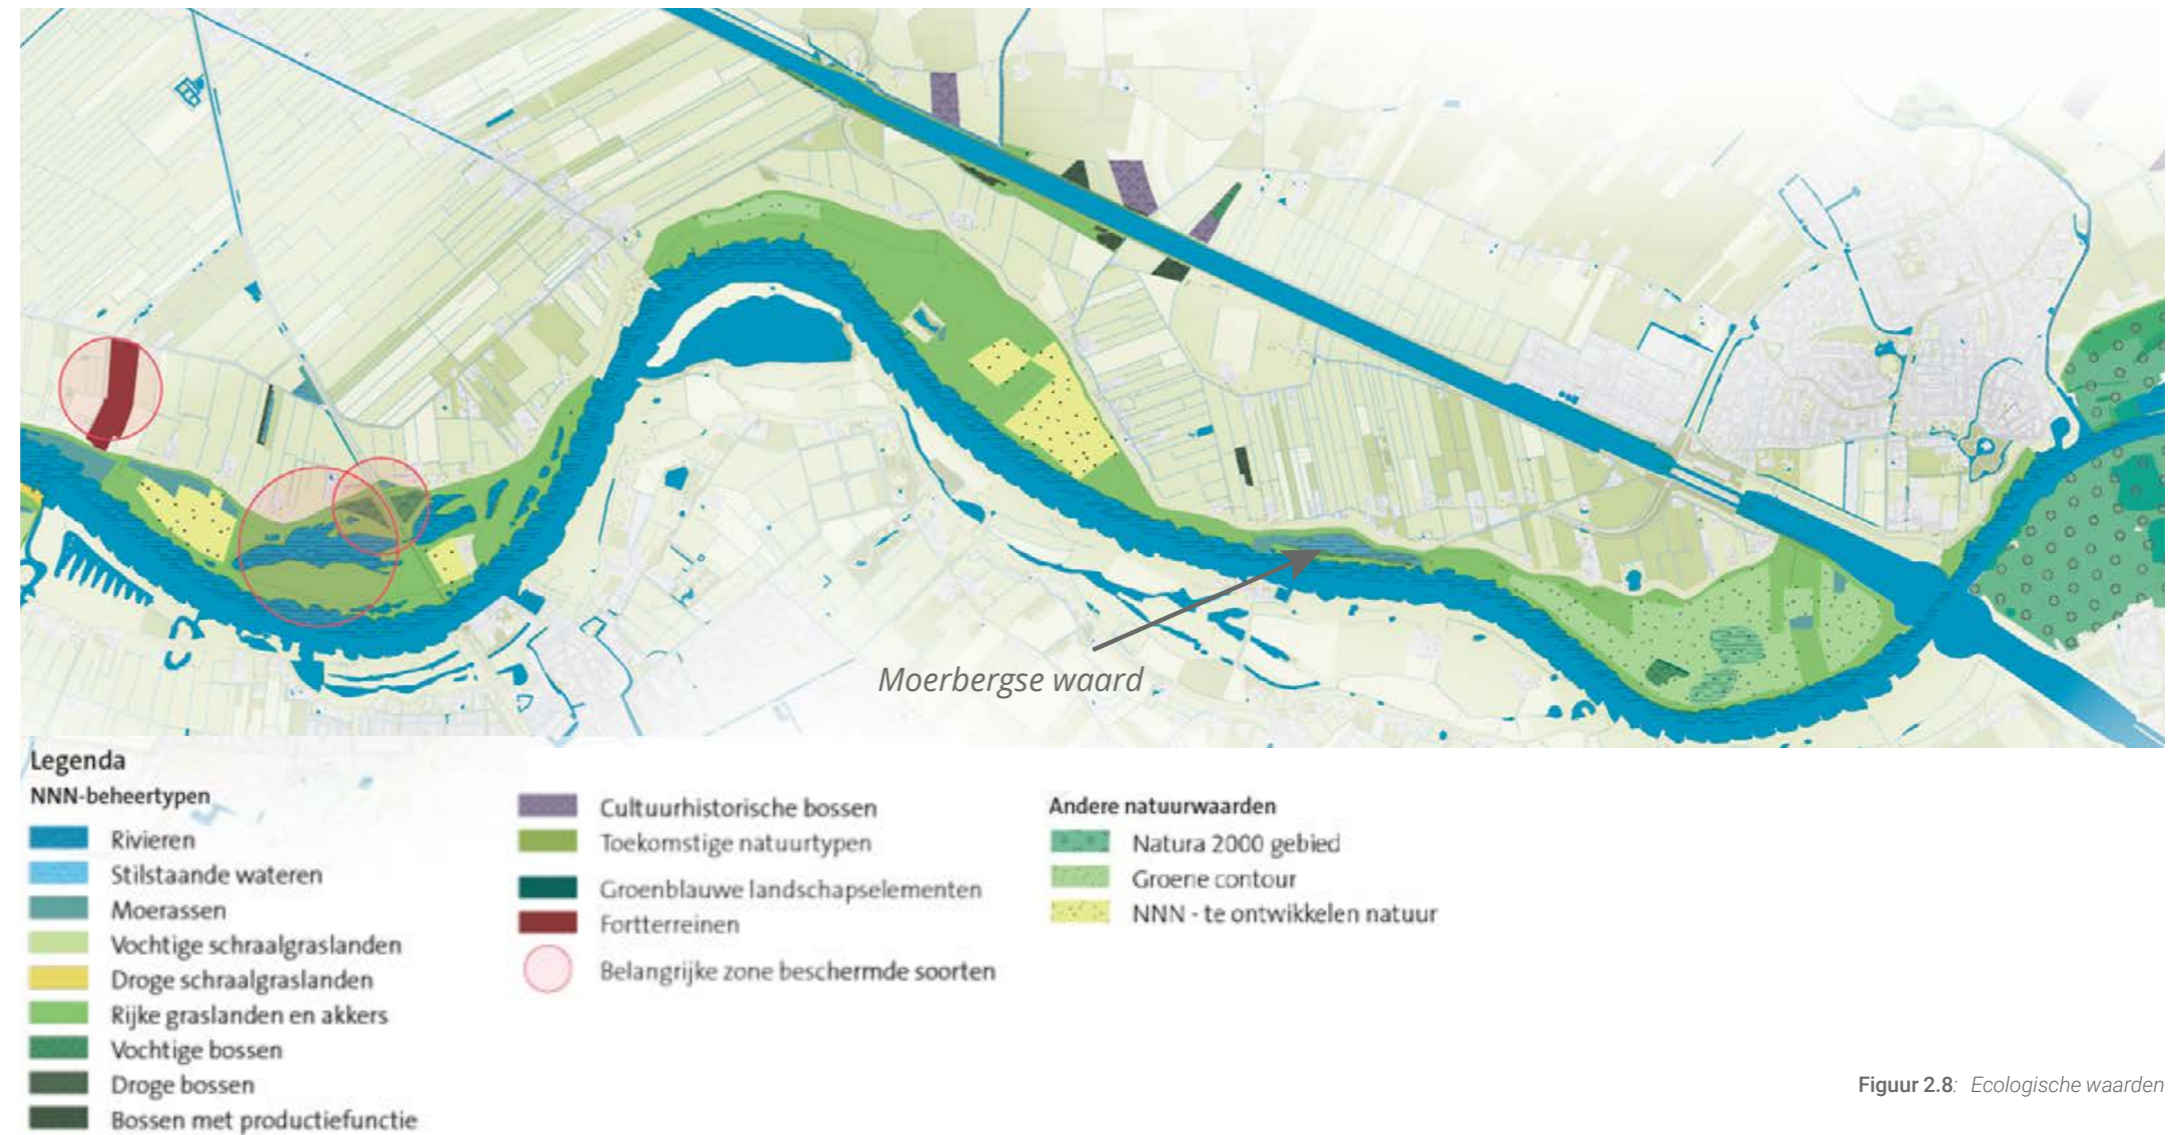 Moerbergse waard
Legenda
NNN-beheertypen
Rivieren
Stilstaande wateren
Moerassen
Vochtige schraalgraslanden
Droge schraalgraslanden
Rijke graslanden en akkers
Vochtige bossen
Droge bossen
Bossen met productiefunctie
Cultuurhistorische bossen
Toekomstige natuurtypen
Groenblauwe landschapselementen
Fortterreinen
Belangrijke zone beschermde soorten
Andere natuurwaarden
Natura 2000 gebied
Groene contour
NNN - te ontwikkelen natuur
Figuur 2.8: Ecologische waarden